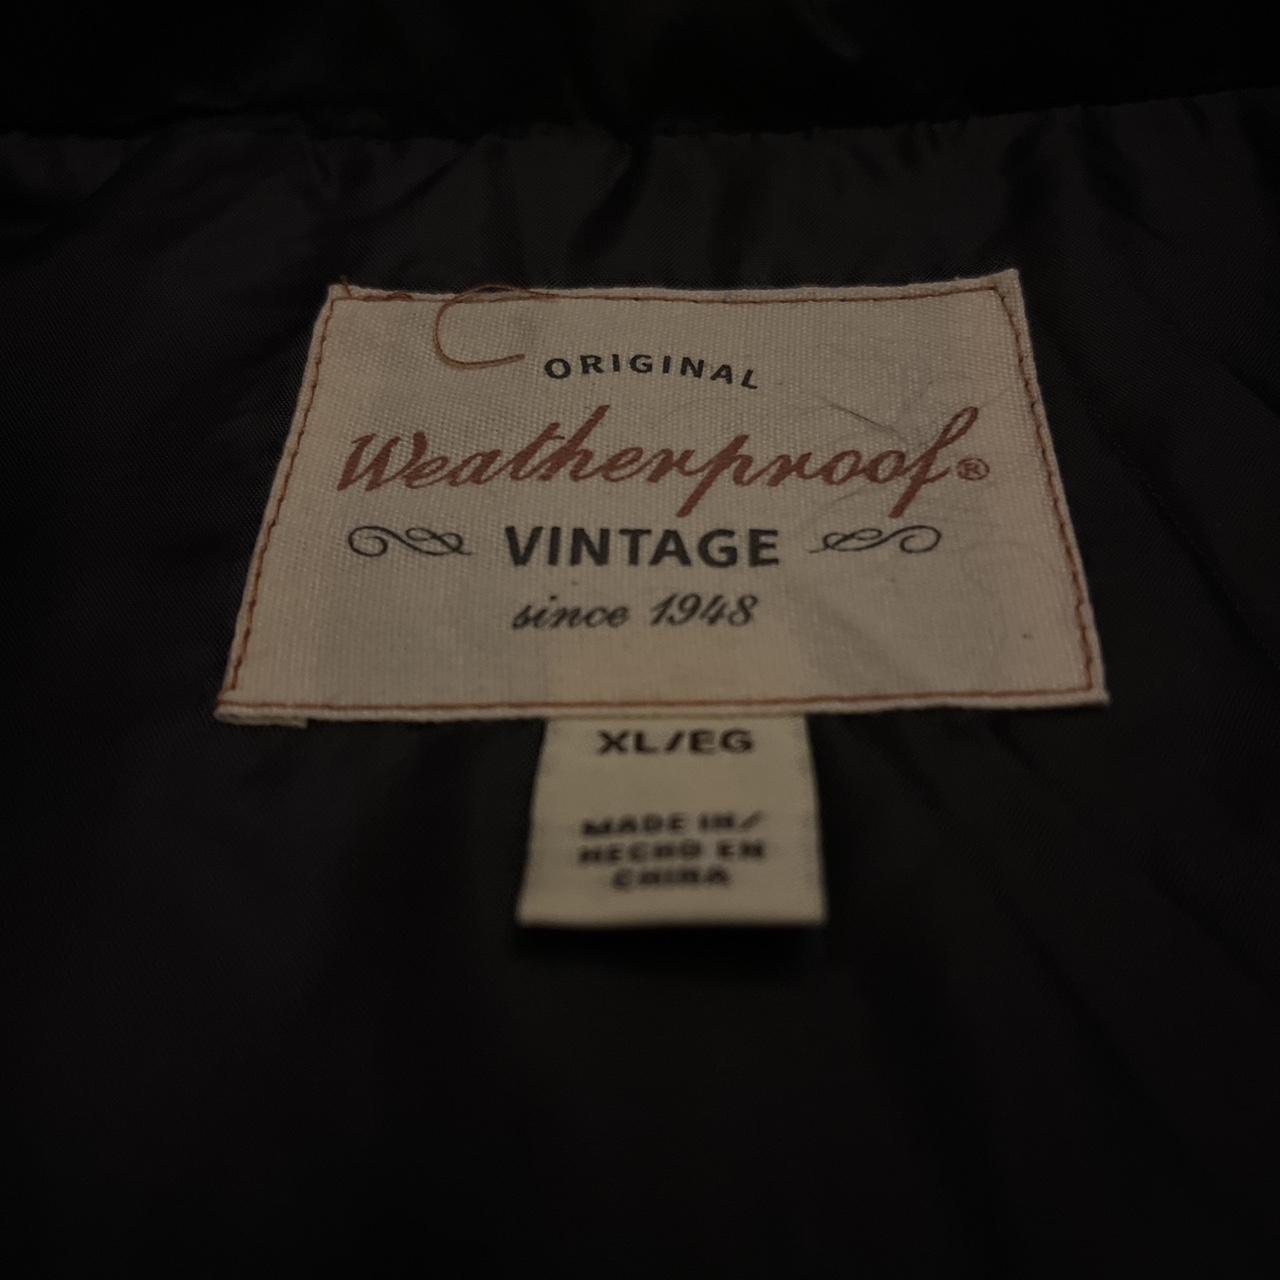 ORIGINAL
Weatherproof®
VINTAGE
since 1948
XL/EG
MADE IN/
HECHO EN
CHINA